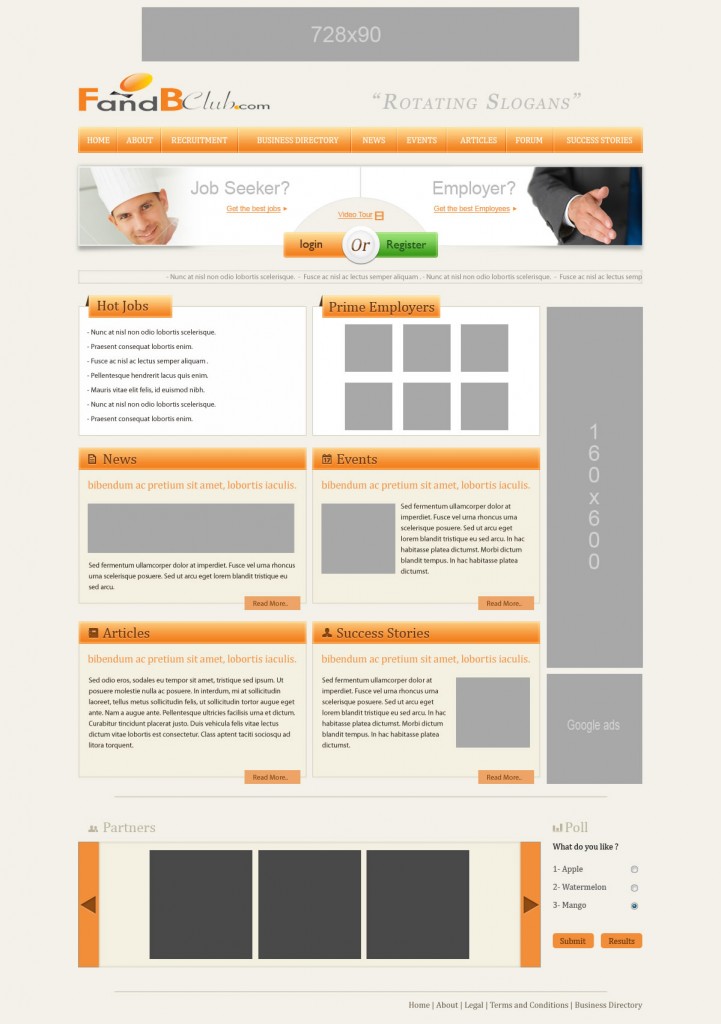 728x90
FandBClub.com
“Rotating Slogans”
HOME ABOUT RECRUITMENT BUSINESS DIRECTORY NEWS EVENTS ARTICLES FORUM SUCCESS STORIES
Job Seeker?
Get the best jobs
Employer?
Get the best Employees
Video Tour
login Or Register
- Nunc at nisl non odio lobortis scelerisque. - Fusce ac nisl ac lectus semper aliquam . - Nunc at nisl non odio lobortis scelerisque. - Fusce ac nisl ac lectus semp
Hot Jobs
- Nunc at nisl non odio lobortis scelerisque.
- Praesent consequat lobortis enim.
- Fusce ac nisl ac lectus semper aliquam .
- Pellentesque hendrerit lacus quis enim.
- Mauris vitae elit felis, id euismod nibh.
- Nunc at nisl non odio lobortis scelerisque.
- Praesent consequat lobortis enim.
Prime Employers
160x600
News
bibendum ac pretium sit amet, lobortis iaculis.
Sed fermentum ullamcorper dolor at imperdiet. Fusce vel urna rhoncus
urna scelerisque posuere. Sed ut arcu eget lorem blandit tristique eu
sed arcu.
Read More..
Events
bibendum ac pretium sit amet, lobortis iaculis.
Sed fermentum ullamcorper dolor at
imperdiet. Fusce vel urna rhoncus urna
scelerisque posuere. Sed ut arcu eget
lorem blandit tristique eu sed arcu. In hac
habitasse platea dictumst. Morbi dictum
blandit tempus. In hac habitasse platea
dictumst.
Read More..
Articles
bibendum ac pretium sit amet, lobortis iaculis.
Sed odio eros, sodales eu tempor sit amet, tristique sed ipsum. Ut
posuere molestie nulla ac posuere. In interdum, mi at sollicitudin
laoreet, tellus metus sollicitudin felis, ut sollicitudin tortor augue eget
ante. Nam a augue ante. Pellentesque ultricies facilisis urna et dictum.
Curabitur tincidunt placerat justo. Duis vehicula felis vitae lectus
dictum vitae lobortis est consectetur. Class aptent taciti sociosqu ad
litora torquent.
Read More..
Success Stories
bibendum ac pretium sit amet, lobortis iaculis.
Sed fermentum ullamcorper dolor at
imperdiet. Fusce vel urna rhoncus urna
scelerisque posuere. Sed ut arcu eget
lorem blandit tristique eu sed arcu. In hac
habitasse platea dictumst. Morbi dictum
blandit tempus. In hac habitasse platea
dictumst.
Read More..
Google ads
Partners
Poll
What do you like ?
1- Apple
2- Watermelon
3- Mango
Submit Results
Home | About | Legal | Terms and Conditions | Business Directory